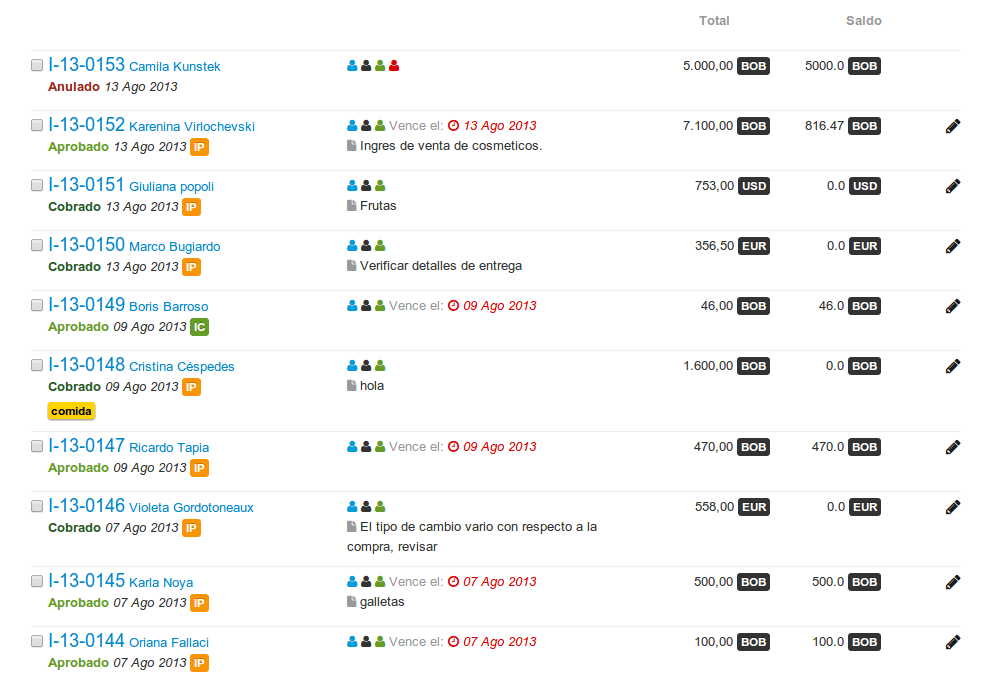 Total Saldo
I-13-0153 Camila Kunstek 5.000,00 BOB 5000.0 BOB
Anulado 13 Ago 2013
I-13-0152 Karenina Virlochevski Vence el: 13 Ago 2013 7.100,00 BOB 816.47 BOB
Aprobado 13 Ago 2013 IP Ingres de venta de cosmeticos.
I-13-0151 Giuliana popoli 753,00 USD 0.0 USD
Cobrado 13 Ago 2013 IP Frutas
I-13-0150 Marco Bugiardo 356,50 EUR 0.0 EUR
Cobrado 13 Ago 2013 IP Verificar detalles de entrega
I-13-0149 Boris Barroso Vence el: 09 Ago 2013 46,00 BOB 46.0 BOB
Aprobado 09 Ago 2013 IC
I-13-0148 Cristina Céspedes 1.600,00 BOB 0.0 BOB
Cobrado 09 Ago 2013 IP hola
comida
I-13-0147 Ricardo Tapia Vence el: 09 Ago 2013 470,00 BOB 470.0 BOB
Aprobado 09 Ago 2013 IP
I-13-0146 Violeta Gordotoneaux 558,00 EUR 0.0 EUR
Cobrado 07 Ago 2013 IP El tipo de cambio vario con respecto a la
compra, revisar
I-13-0145 Karla Noya Vence el: 07 Ago 2013 500,00 BOB 500.0 BOB
Aprobado 07 Ago 2013 IP galletas
I-13-0144 Oriana Fallaci Vence el: 07 Ago 2013 100,00 BOB 100.0 BOB
Aprobado 07 Ago 2013 IP